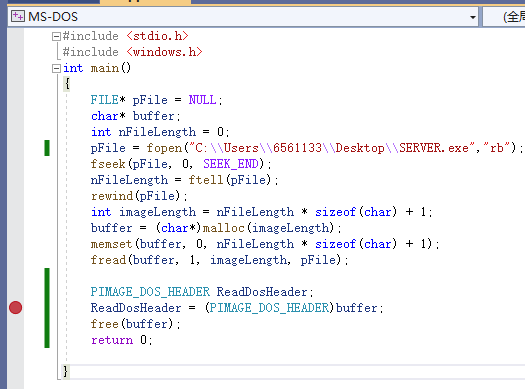 MS-DOS (全局
#include <stdio.h>
#include <windows.h>
int main()
{
FILE* pFile = NULL;
char* buffer;
int nFileLength = 0;
pFile = fopen("C:\\Users\\6561133\\Desktop\\SERVER.exe","rb");
fseek(pFile, 0, SEEK_END);
nFileLength = ftell(pFile);
rewind(pFile);
int imageLength = nFileLength * sizeof(char) + 1;
buffer = (char*)malloc(imageLength);
memset(buffer, 0, nFileLength * sizeof(char) + 1);
fread(buffer, 1, imageLength, pFile);
PIMAGE_DOS_HEADER ReadDosHeader;
ReadDosHeader = (PIMAGE_DOS_HEADER)buffer;
free(buffer);
return 0;
}